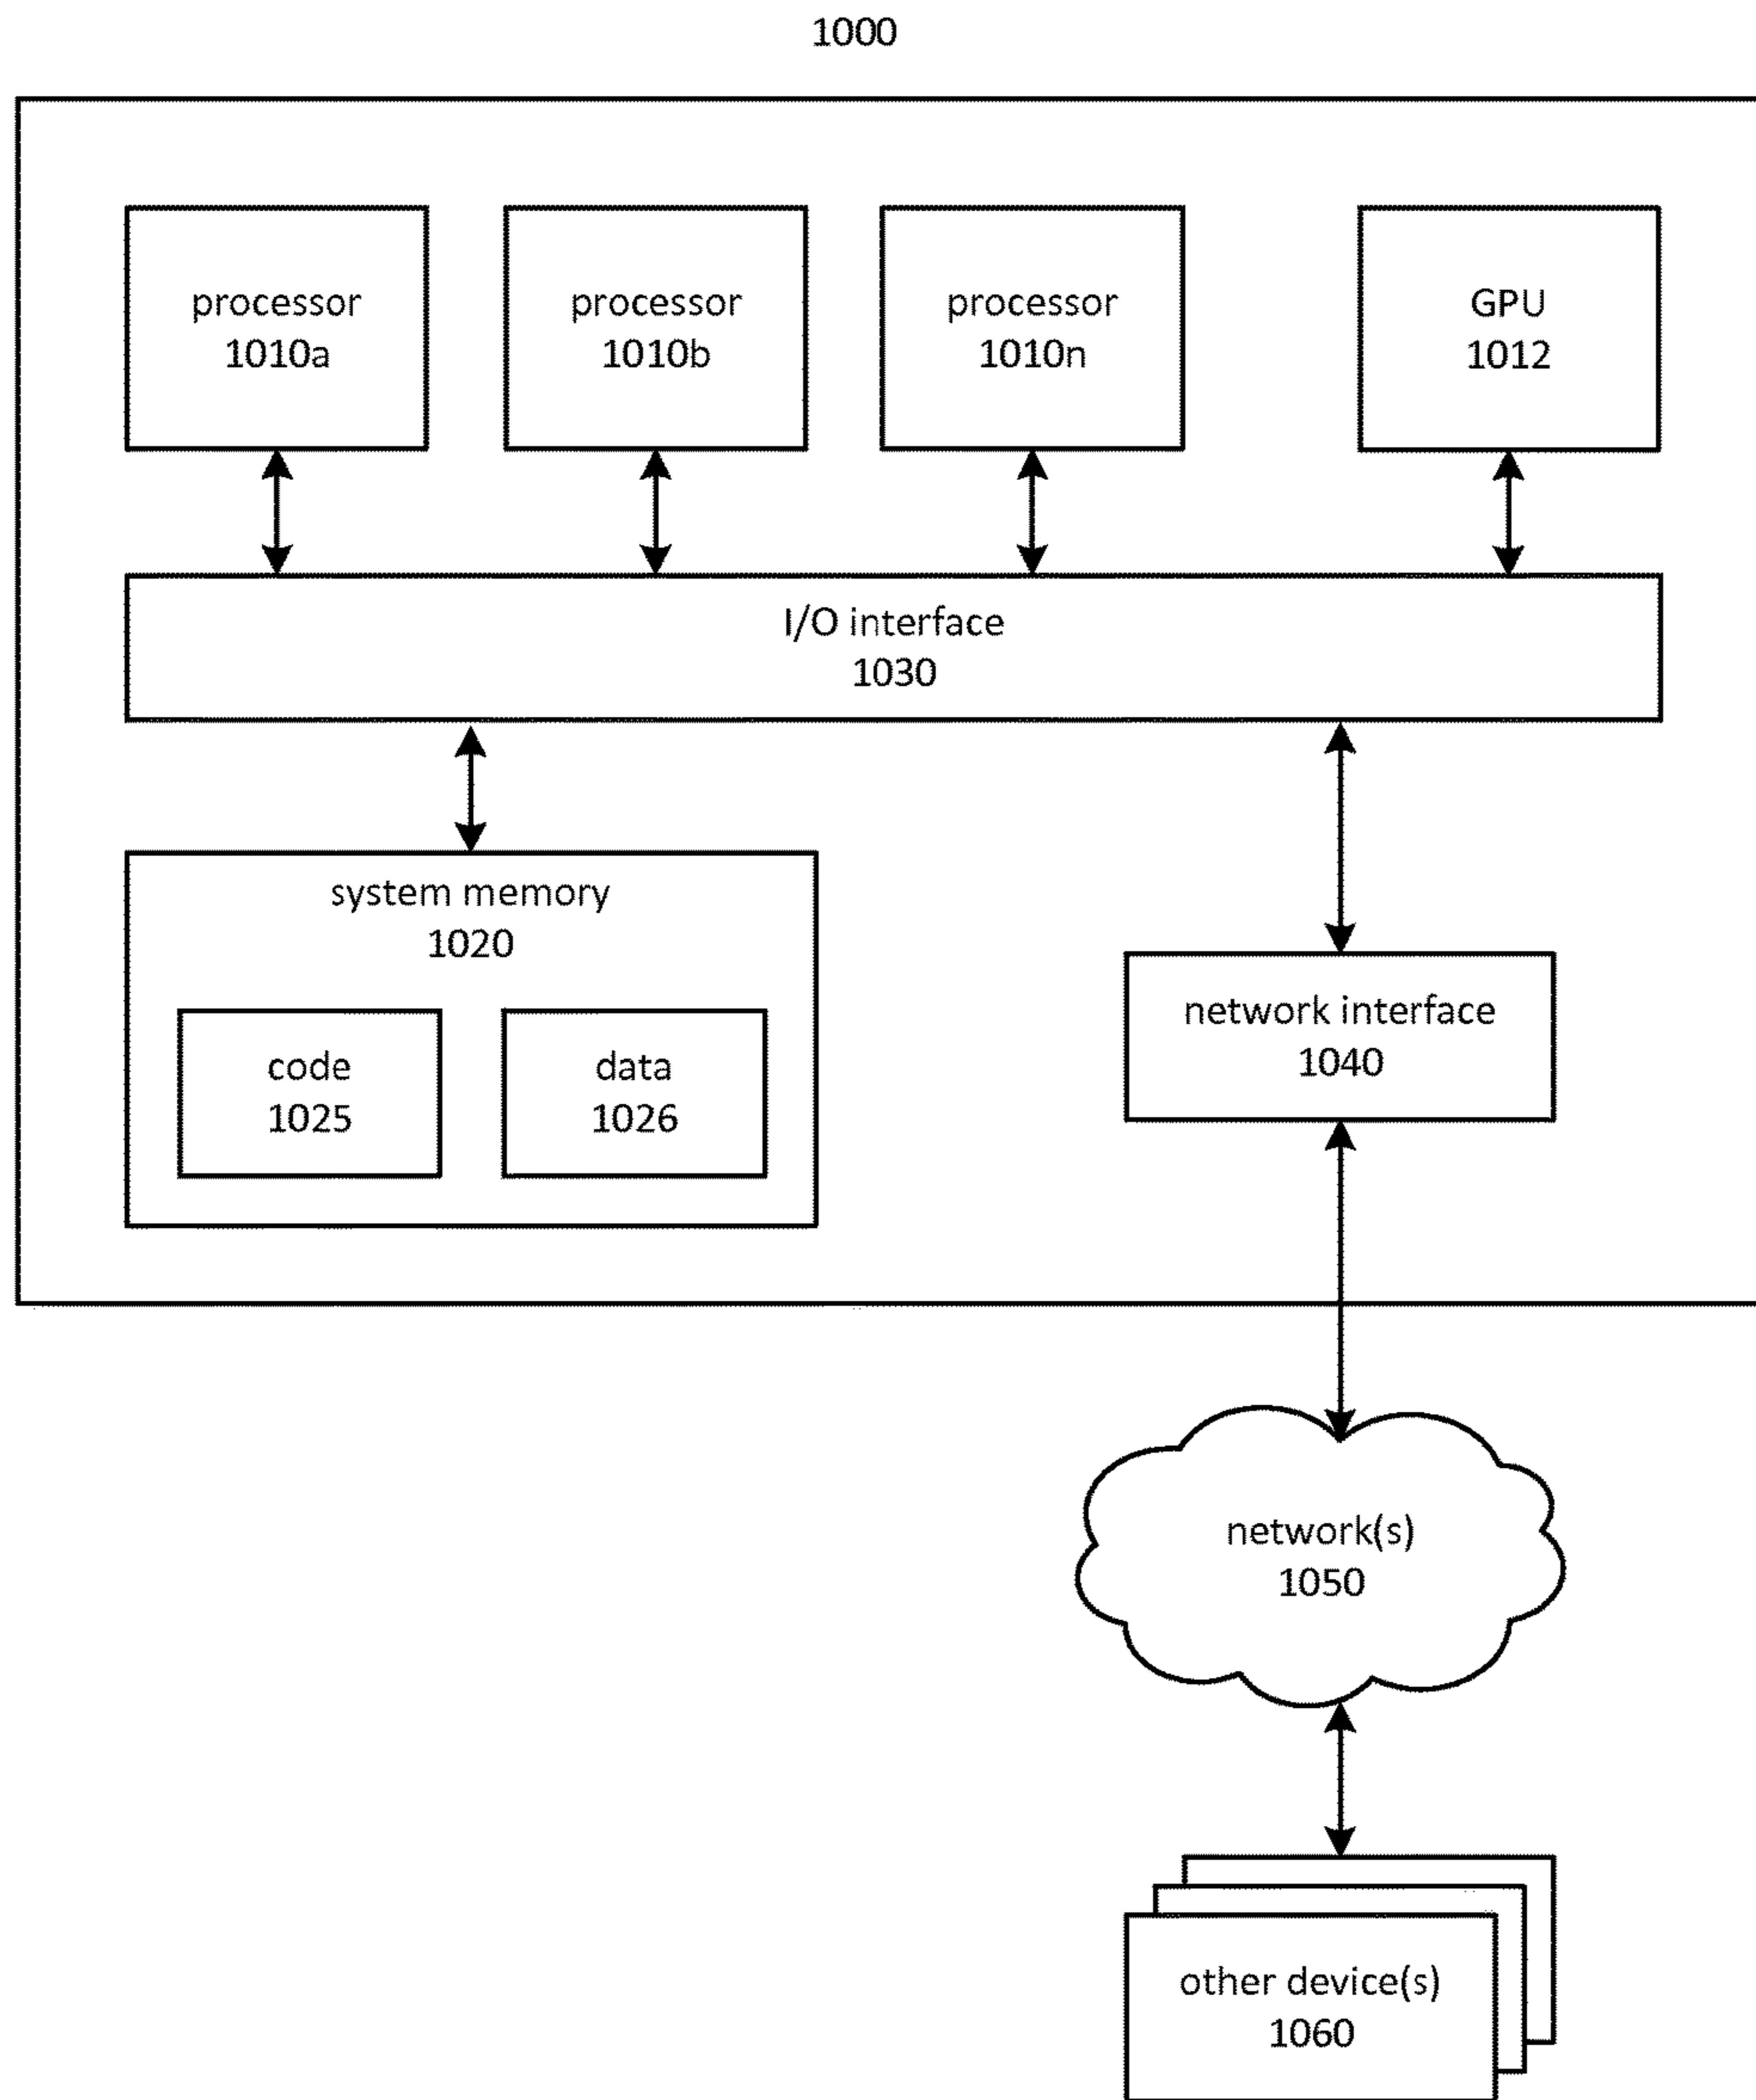 1000
processor
1010a
processor
1010b
processor
1010n
GPU
1012
I/O interface
1030
system memory
1020
code
1025
data
1026
network interface
1040
network(s)
1050
other device(s)
1060